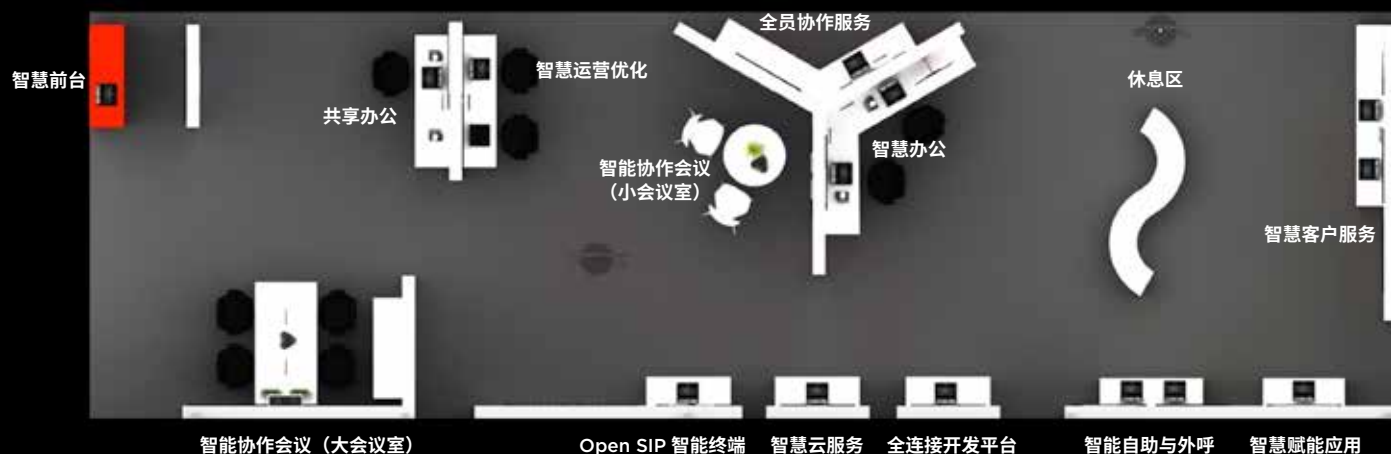 全员协作服务
智慧前台
智慧运营优化
休息区
共享办公
智慧办公
智能协作会议
（小会议室）
智慧客户服务
智能协作会议（大会议室）
Open SIP 智能终端
智慧云服务
全连接开发平台
智能自助与外呼
智慧赋能应用